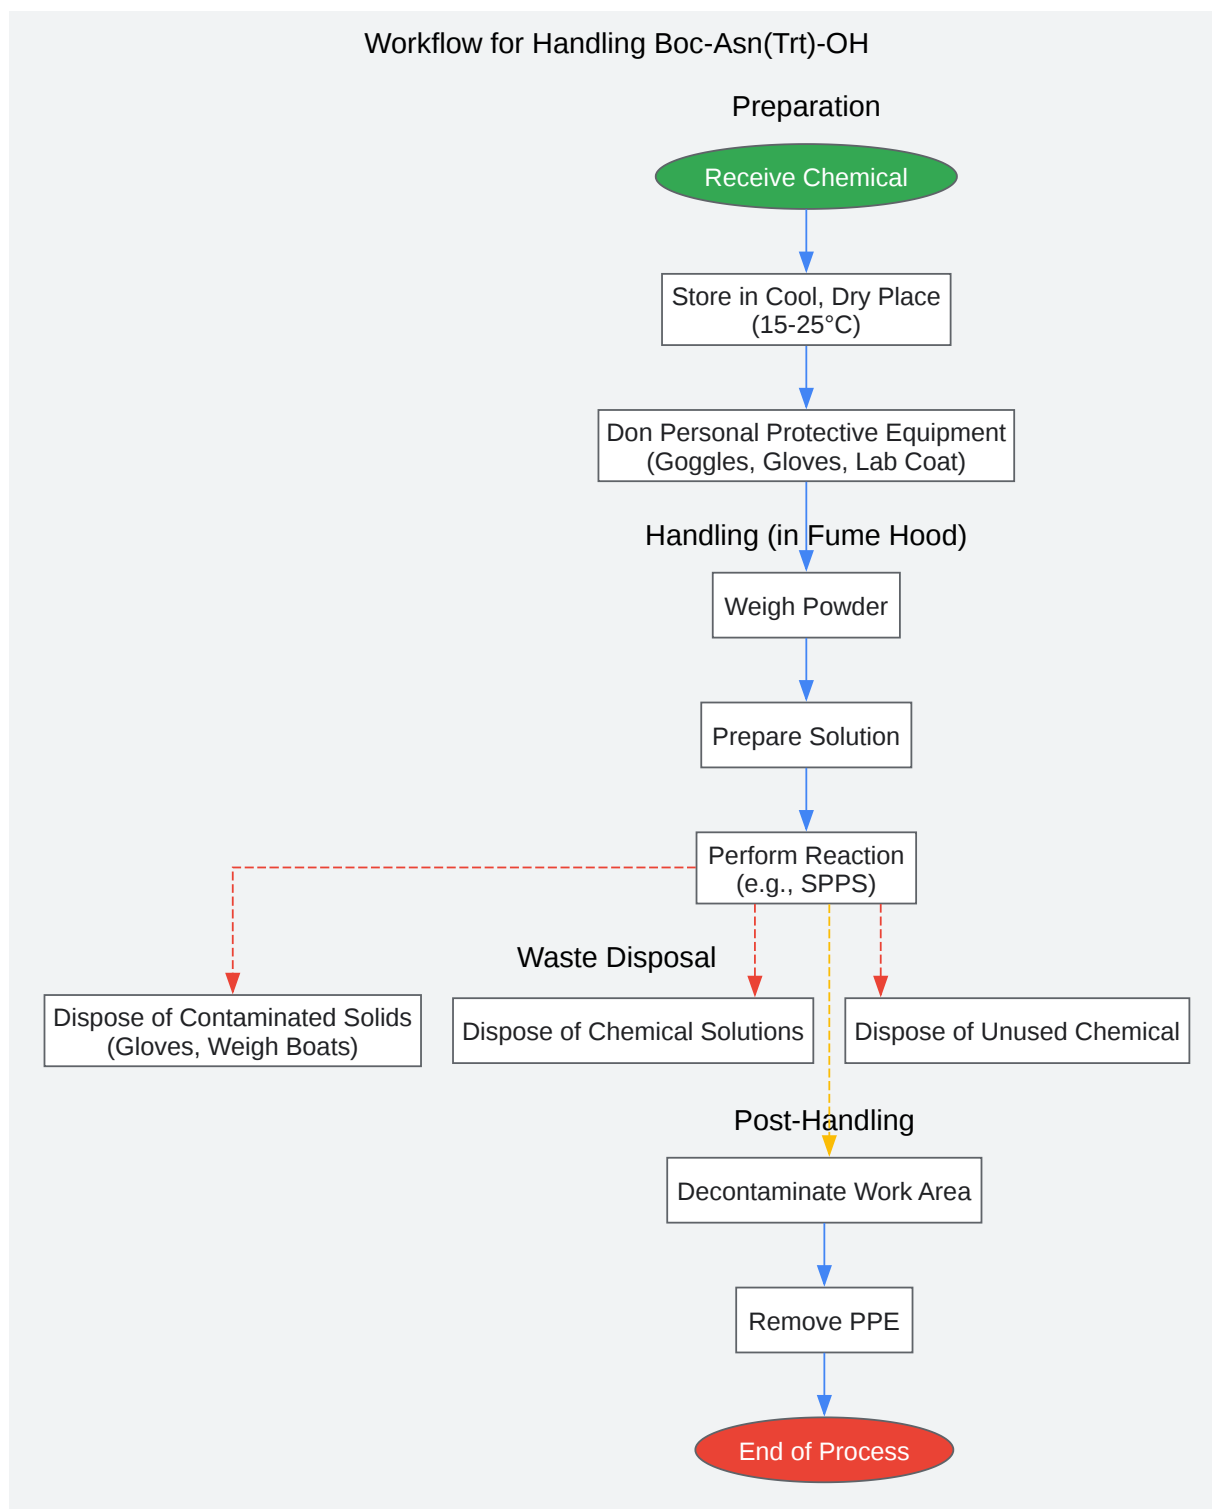 Workflow for Handling Boc-Asn(Trt)-OH
Preparation
Receive Chemical
Store in Cool, Dry Place
(15-25°C)
Don Personal Protective Equipment
(Goggles, Gloves, Lab Coat)
Handling (in Fume Hood)
Weigh Powder
Prepare Solution
Perform Reaction
(e.g., SPPS)
Waste Disposal
Dispose of Contaminated Solids
(Gloves, Weigh Boats)
Dispose of Chemical Solutions
Dispose of Unused Chemical
Post-Handling
Decontaminate Work Area
Remove PPE
End of Process